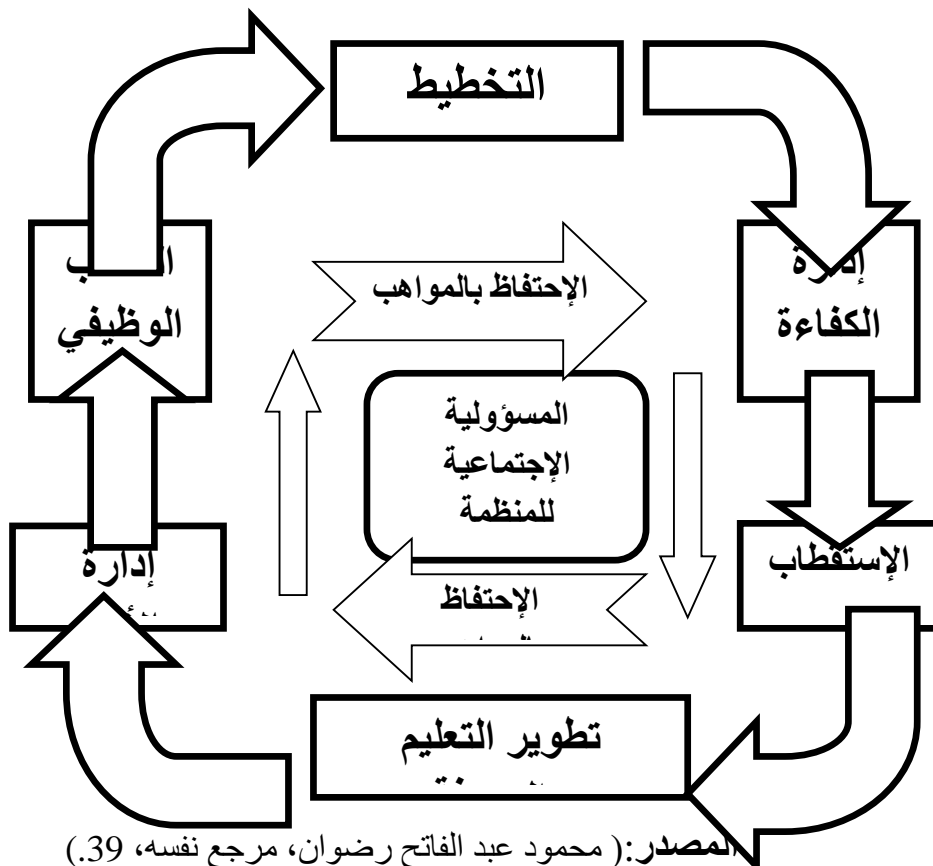 التخطيط
إدارة
الكفاءة
الوظيفي
الإحتفاظ بالمواهب
المسؤولية
الإجتماعية
للمنظمة
الإستقطاب
إدارة
الإحتفاظ
تطوير التعليم
المصدر:( محمود عبد الفاتح رضوان، مرجع نفسه، 39.)